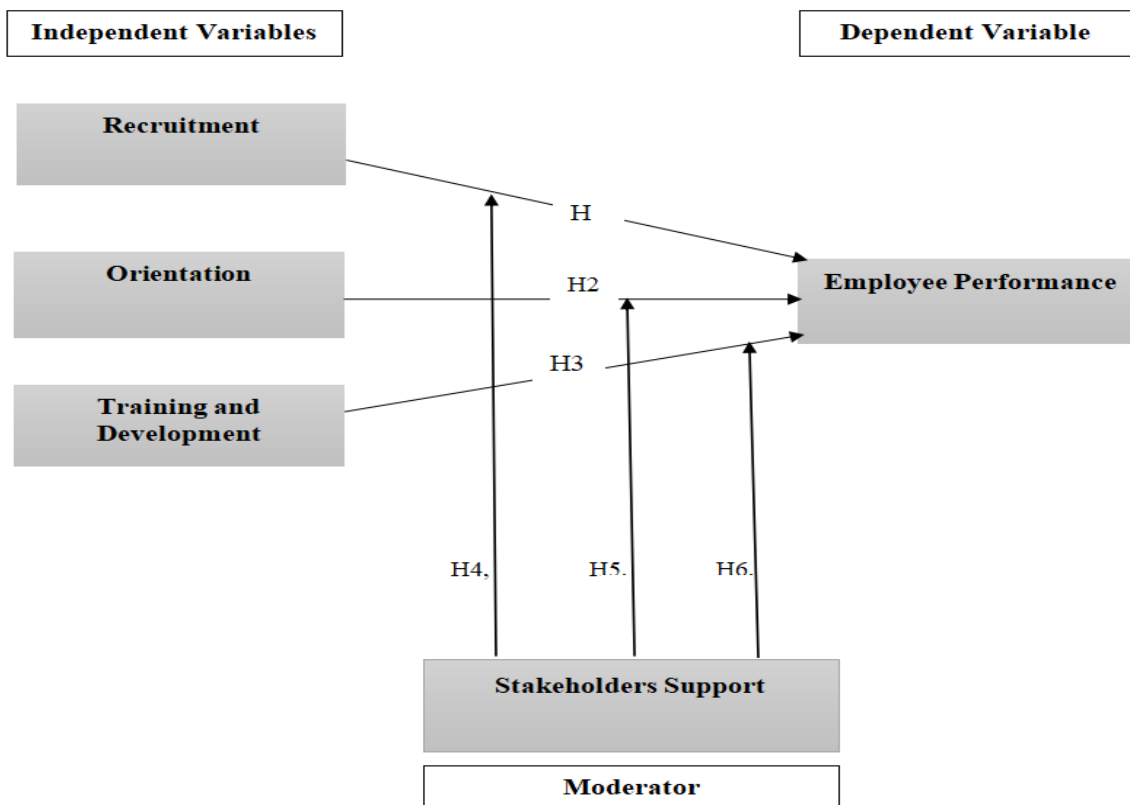 Independent Variables
Dependent Variable
Recruitment
H
Orientation
H2
Employee Performance
H3
Training and
Development
H4,
H5.
H6.
Stakeholders Support
Moderator